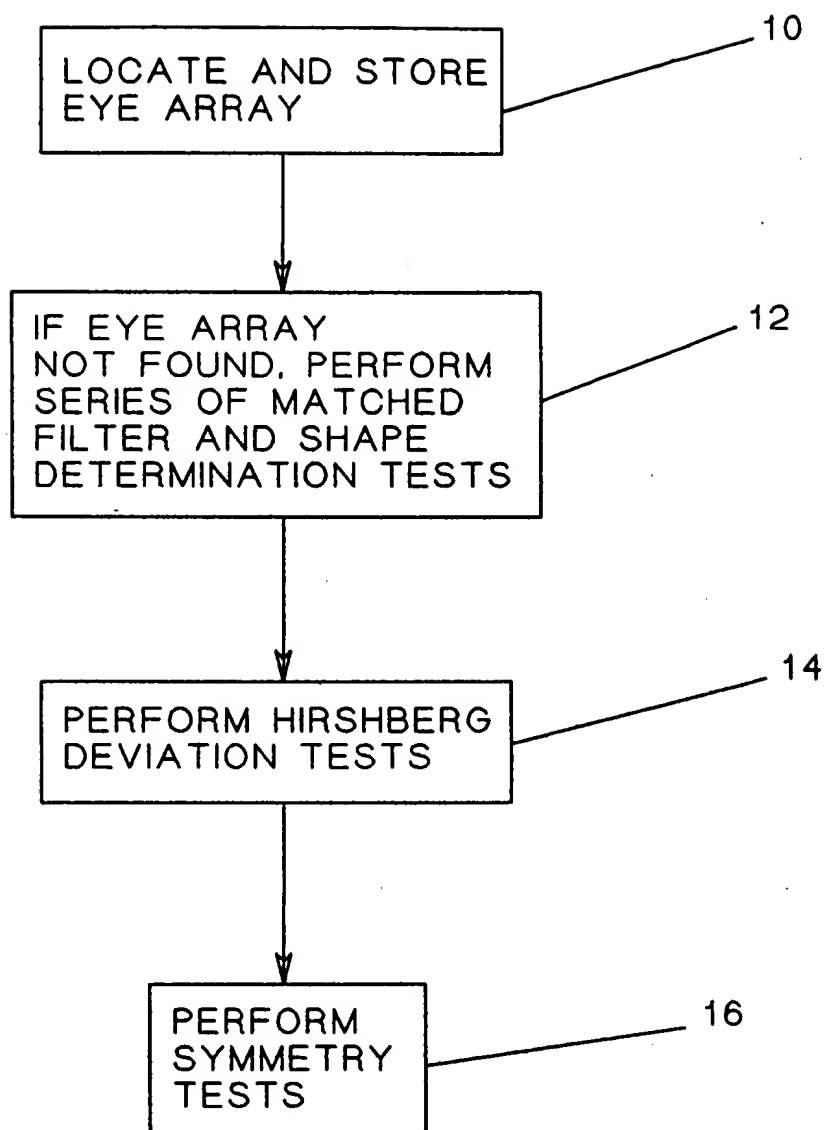 10
LOCATE AND STORE
EYE ARRAY
12
IF EYE ARRAY
NOT FOUND, PERFORM
SERIES OF MATCHED
FILTER AND SHAPE
DETERMINATION TESTS
14
PERFORM HIRSHBERG
DEVIATION TESTS
16
PERFORM
SYMMETRY
TESTS